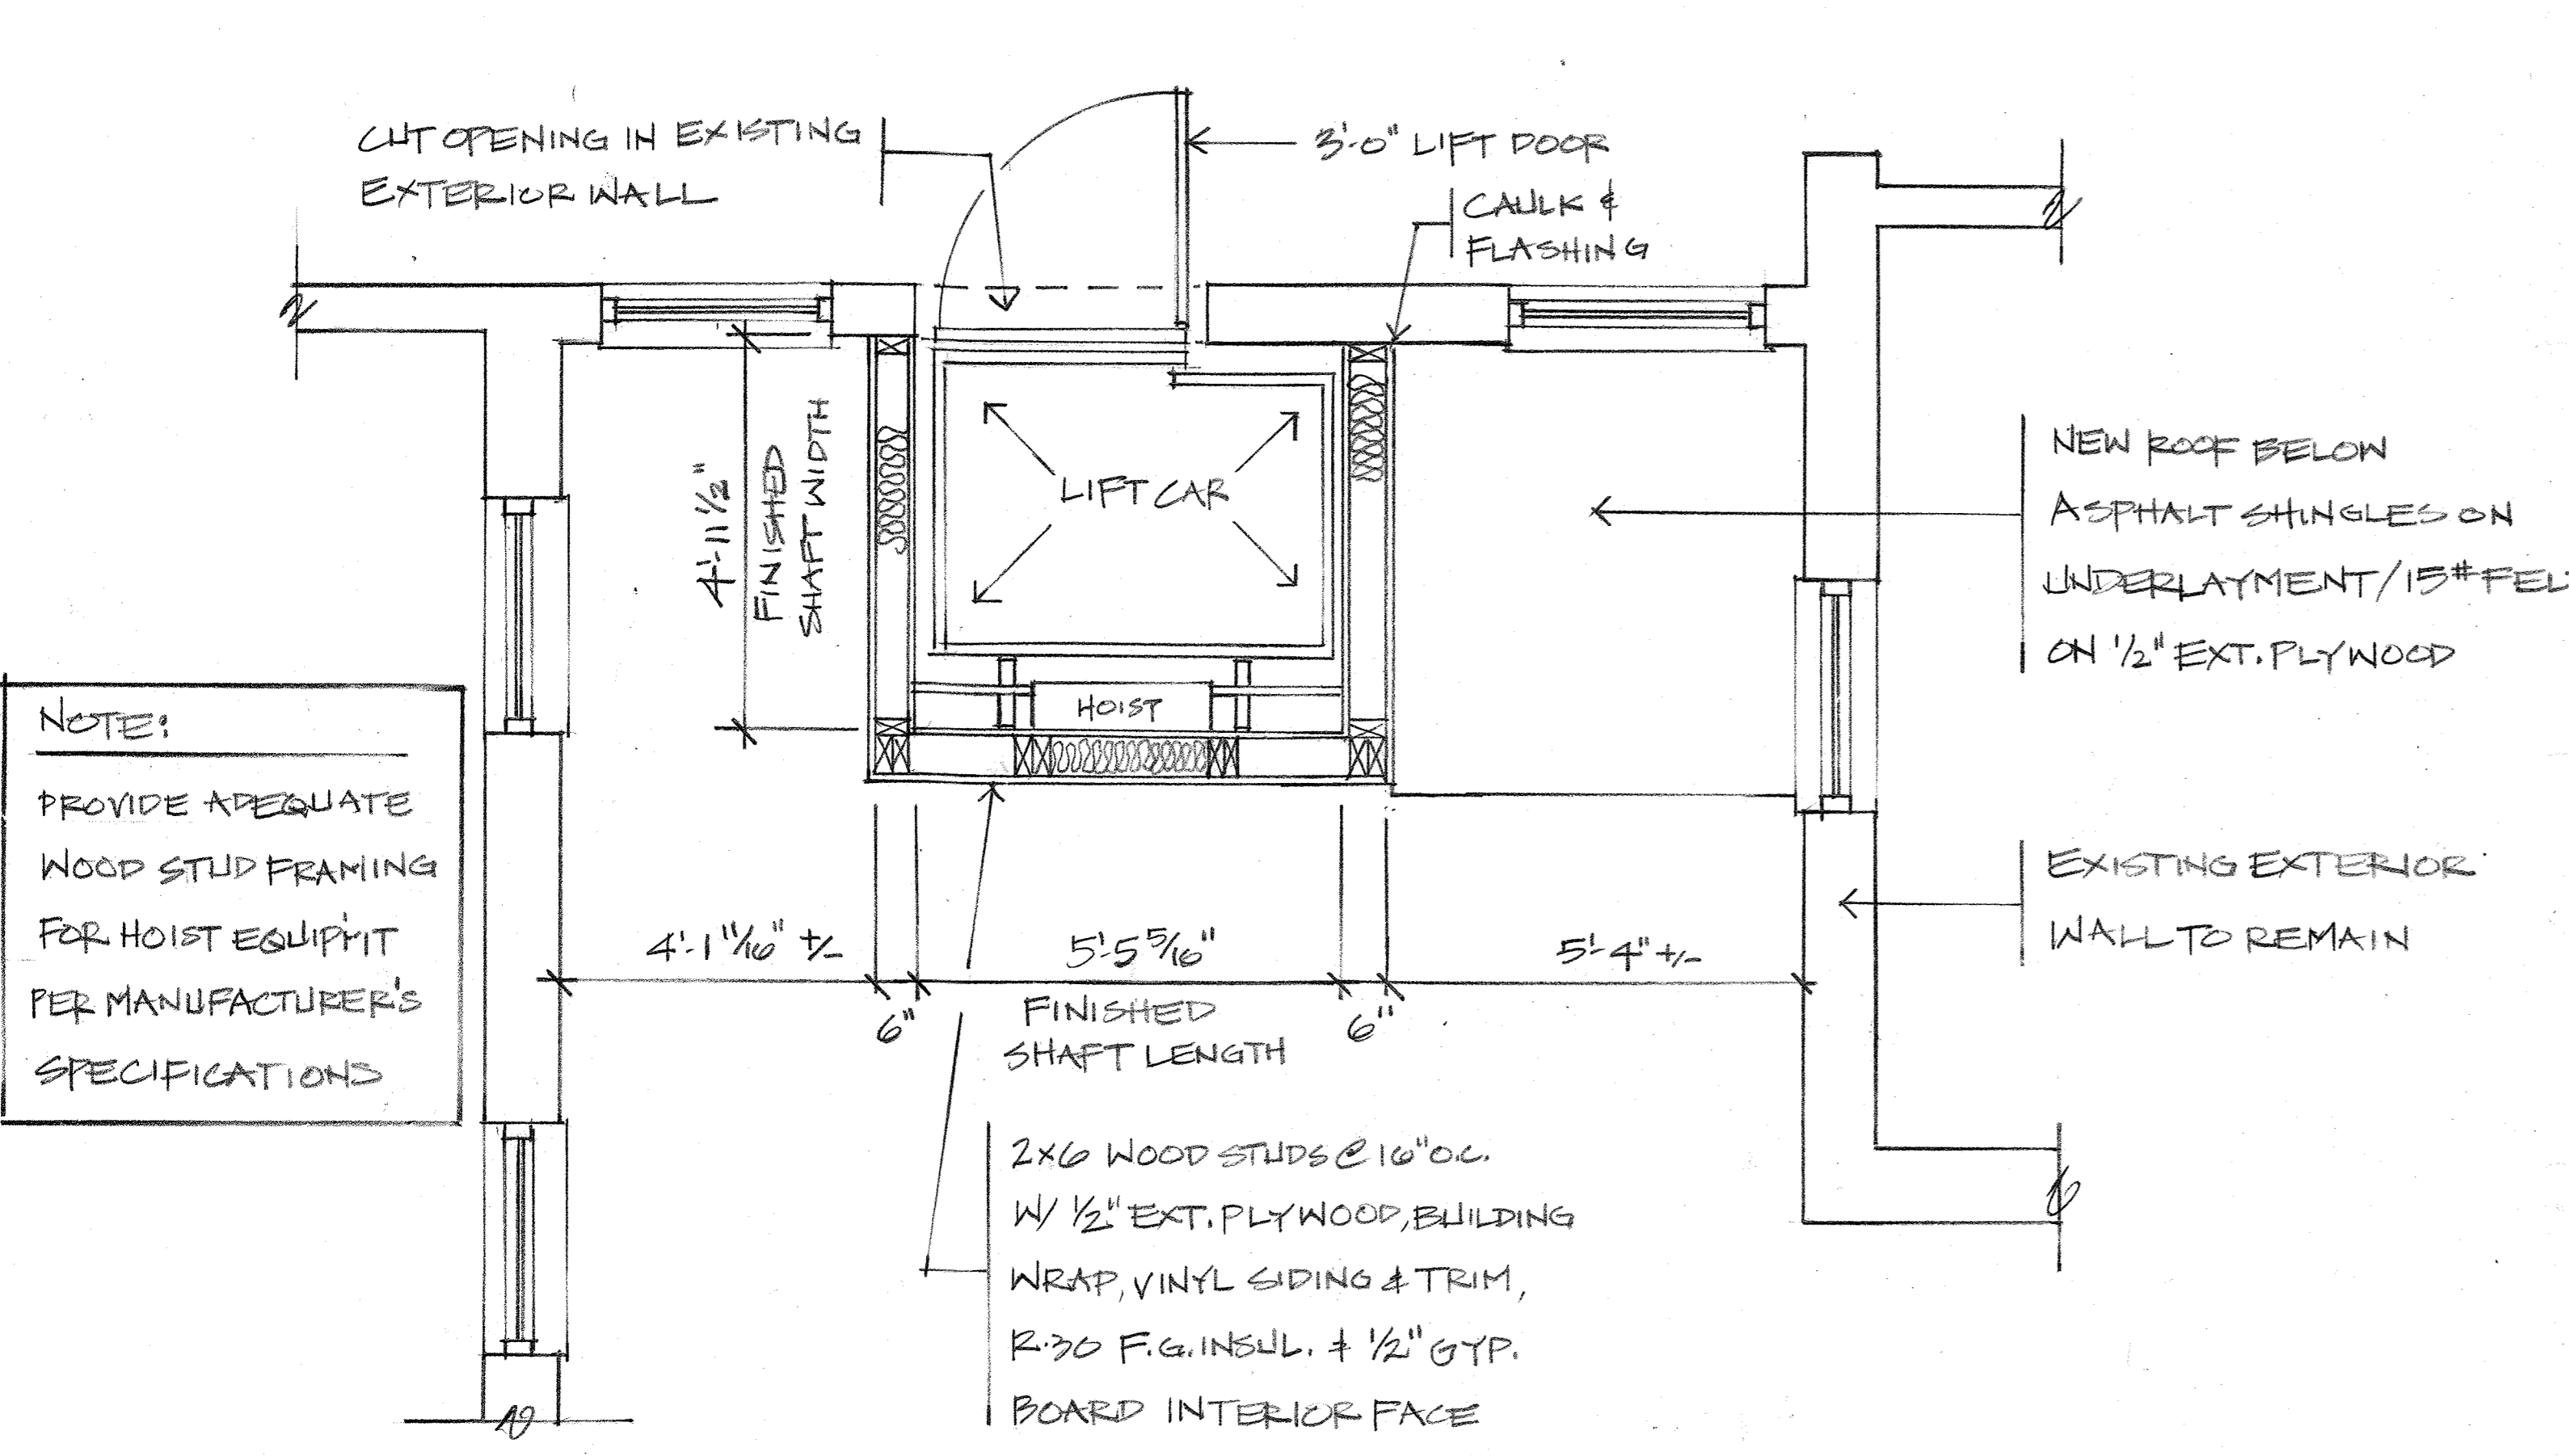 CUT OPENING IN EXISTING
EXTERIOR WALL
3'-0" LIFT DOOR
CAULK &
FLASHING
4'-11 1/2"
FINISHED
SHAFT WIDTH
LIFT CAR
HOIST
NEW ROOF BELOW
ASPHALT SHINGLES ON
UNDERLAYMENT/15# FEL
ON 1/2" EXT. PLYWOOD
NOTE:
PROVIDE ADEQUATE
WOOD STUD FRAMING
FOR HOIST EQUIPM'T
PER MANUFACTURER'S
SPECIFICATIONS
EXISTING EXTERIOR
WALL TO REMAIN
4'-1 11/16" +/-
5'-5 5/16"
5'-4" +/-
6"
FINISHED
SHAFT LENGTH
6"
2X6 WOOD STUDS @ 16" O.C.
W/ 1/2" EXT. PLYWOOD, BUILDING
WRAP, VINYL SIDING & TRIM,
R-30 F.G. INSUL. & 1/2" GYP.
BOARD INTERIOR FACE